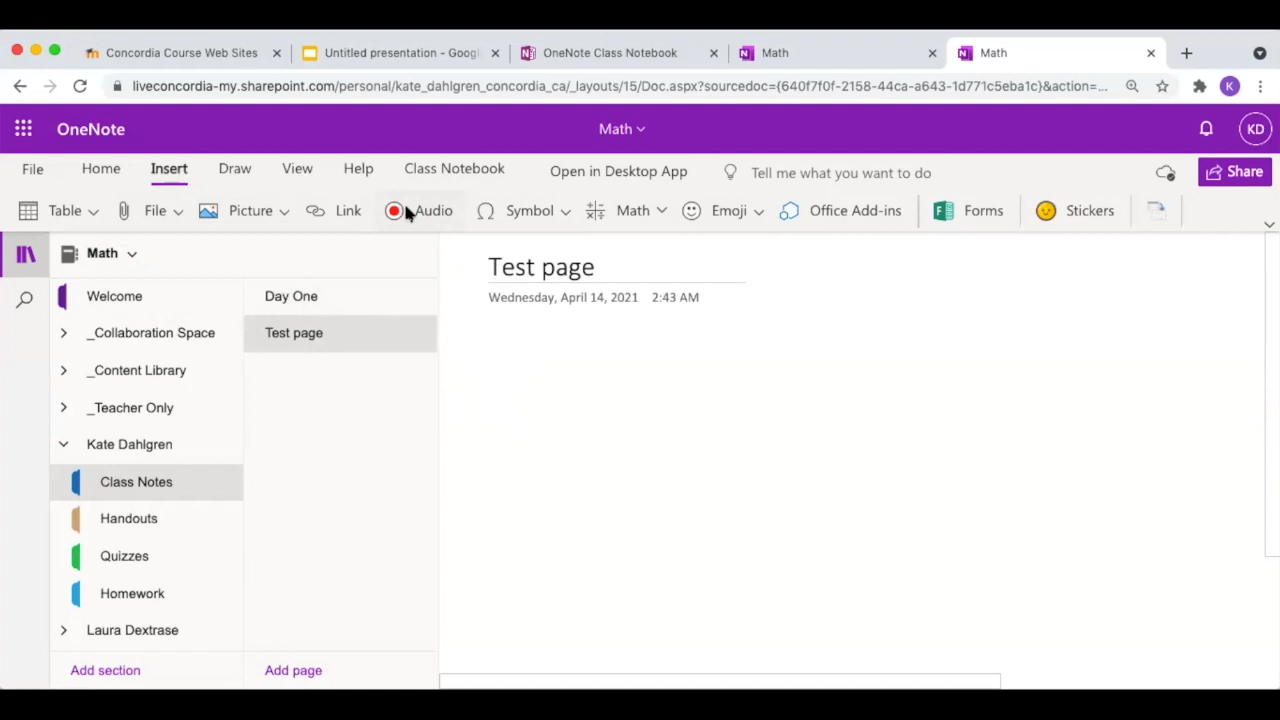 Concordia Course Web Sites
Untitled presentation - Googl
OneNote Class Notebook
Math
Math
liveconcordia-my.sharepoint.com/personal/kate_dahlgren_concordia_ca/_layouts/15/Doc.aspx?sourcedoc={640f7f0f-2158-44ca-a643-1d771c5eba1c}&action=...
K
OneNote
Math
KD
File Home Insert Draw View Help Class Notebook Open in Desktop App Tell me what you want to do Share
Table File Picture Link Audio Symbol Math Emoji Office Add-ins Forms Stickers
Math
Welcome
_Collaboration Space
_Content Library
_Teacher Only
Kate Dahlgren
Class Notes
Handouts
Quizzes
Homework
Laura Dextrase
Add section
Day One
Test page
Add page
Test page
Wednesday, April 14, 2021 2:43 AM